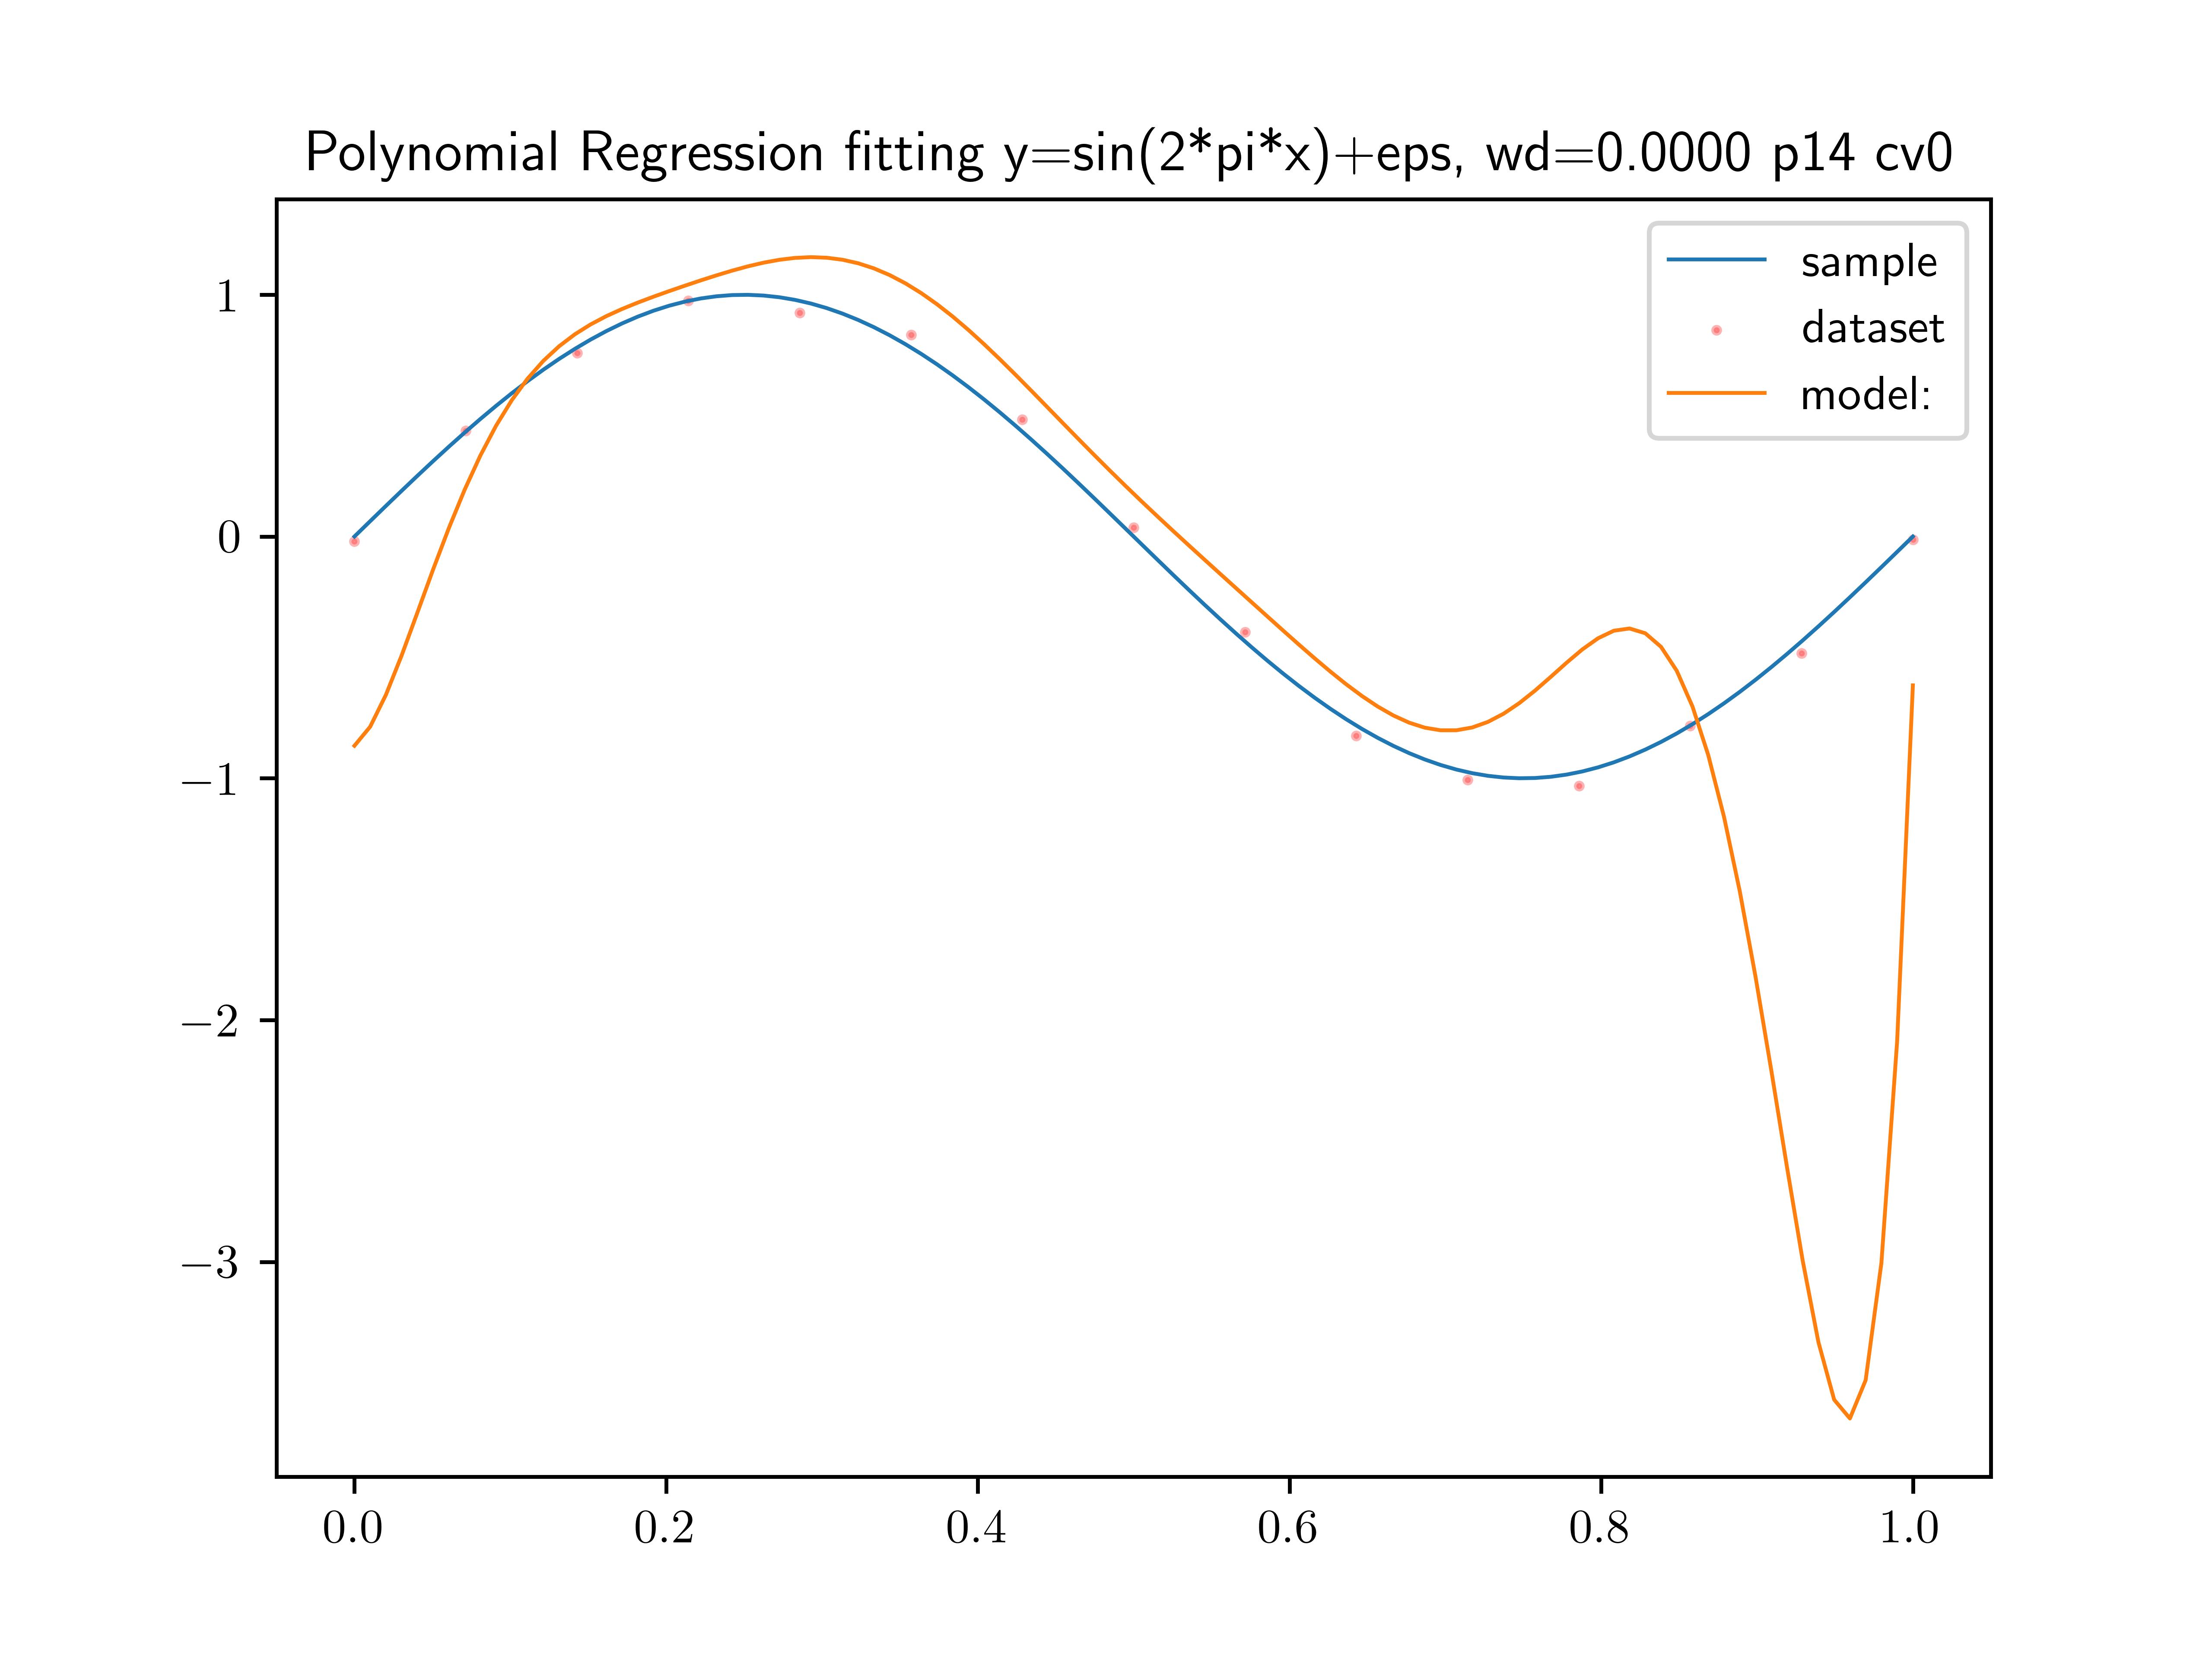 Polynomial Regression fitting y=sin(2*pi*x)+eps, wd=0.0000 p14 cv0
sample
dataset
model:
1
0
−1
−2
−3
0.0 0.2 0.4 0.6 0.8 1.0